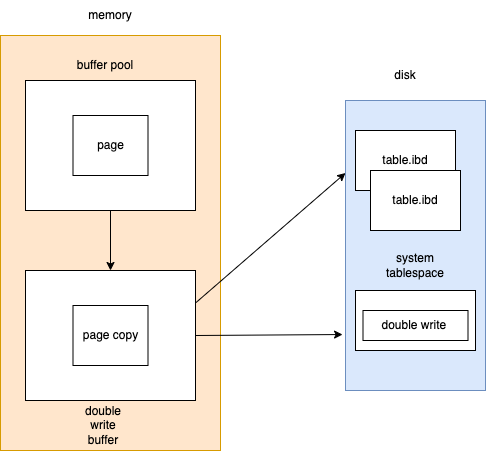 memory
buffer pool
page
page copy
double
write
buffer
disk
table.ibd
table.ibd
system
tablespace
double write